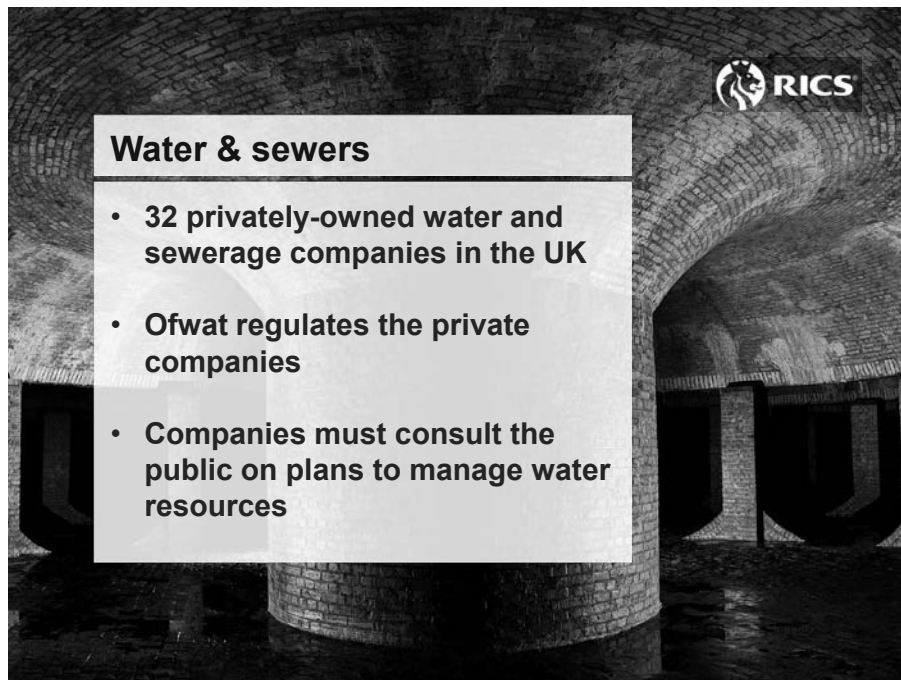 RICS
Water & sewers
• 32 privately-owned water and
sewerage companies in the UK
• Ofwat regulates the private
companies
• Companies must consult the
public on plans to manage water
resources